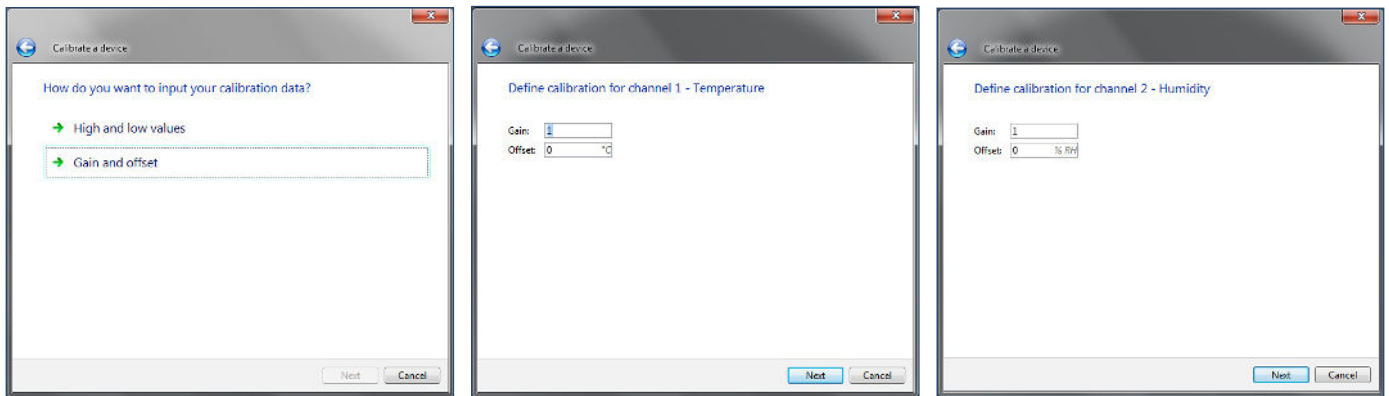 x
Calibrate a device
How do you want to input your calibration data?
High and low values
Gain and offset
Next
Cancel
x
Calibrate a device
Define calibration for channel 1 - Temperature
Gain: 1
Offset: 0 °C
Next
Cancel
x
Calibrate a device
Define calibration for channel 2 - Humidity
Gain: 1
Offset: 0 % RH
Next
Cancel